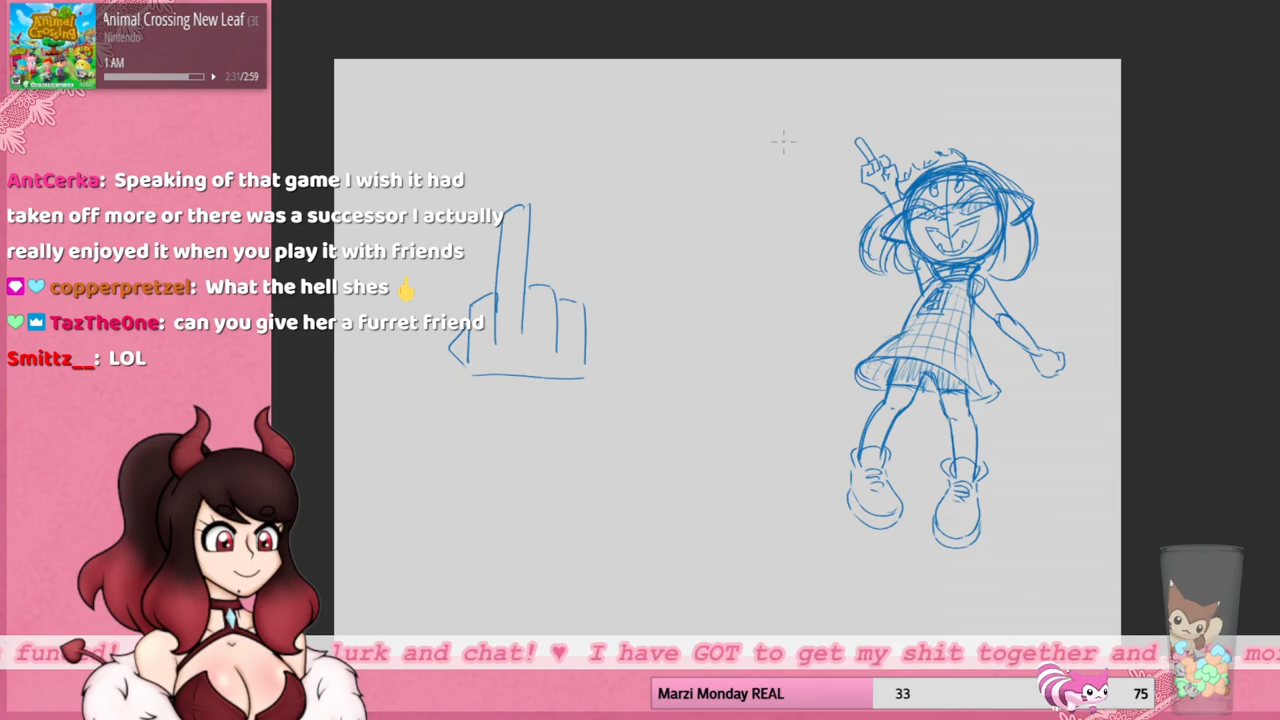 Animal Crossing New Leaf (3D
Nintendo
1 AM
2:31/2:59
AntCerka: Speaking of that game I wish it had
taken off more or there was a successor I actually
really enjoyed it when you play it with friends
copperpretzel: What the hell shes 🖕
TazTheOne: can you give her a furret friend
Smittz__: LOL
lurk and chat! ♥ I have GOT to get my shit together and
Marzi Monday REAL 33 75